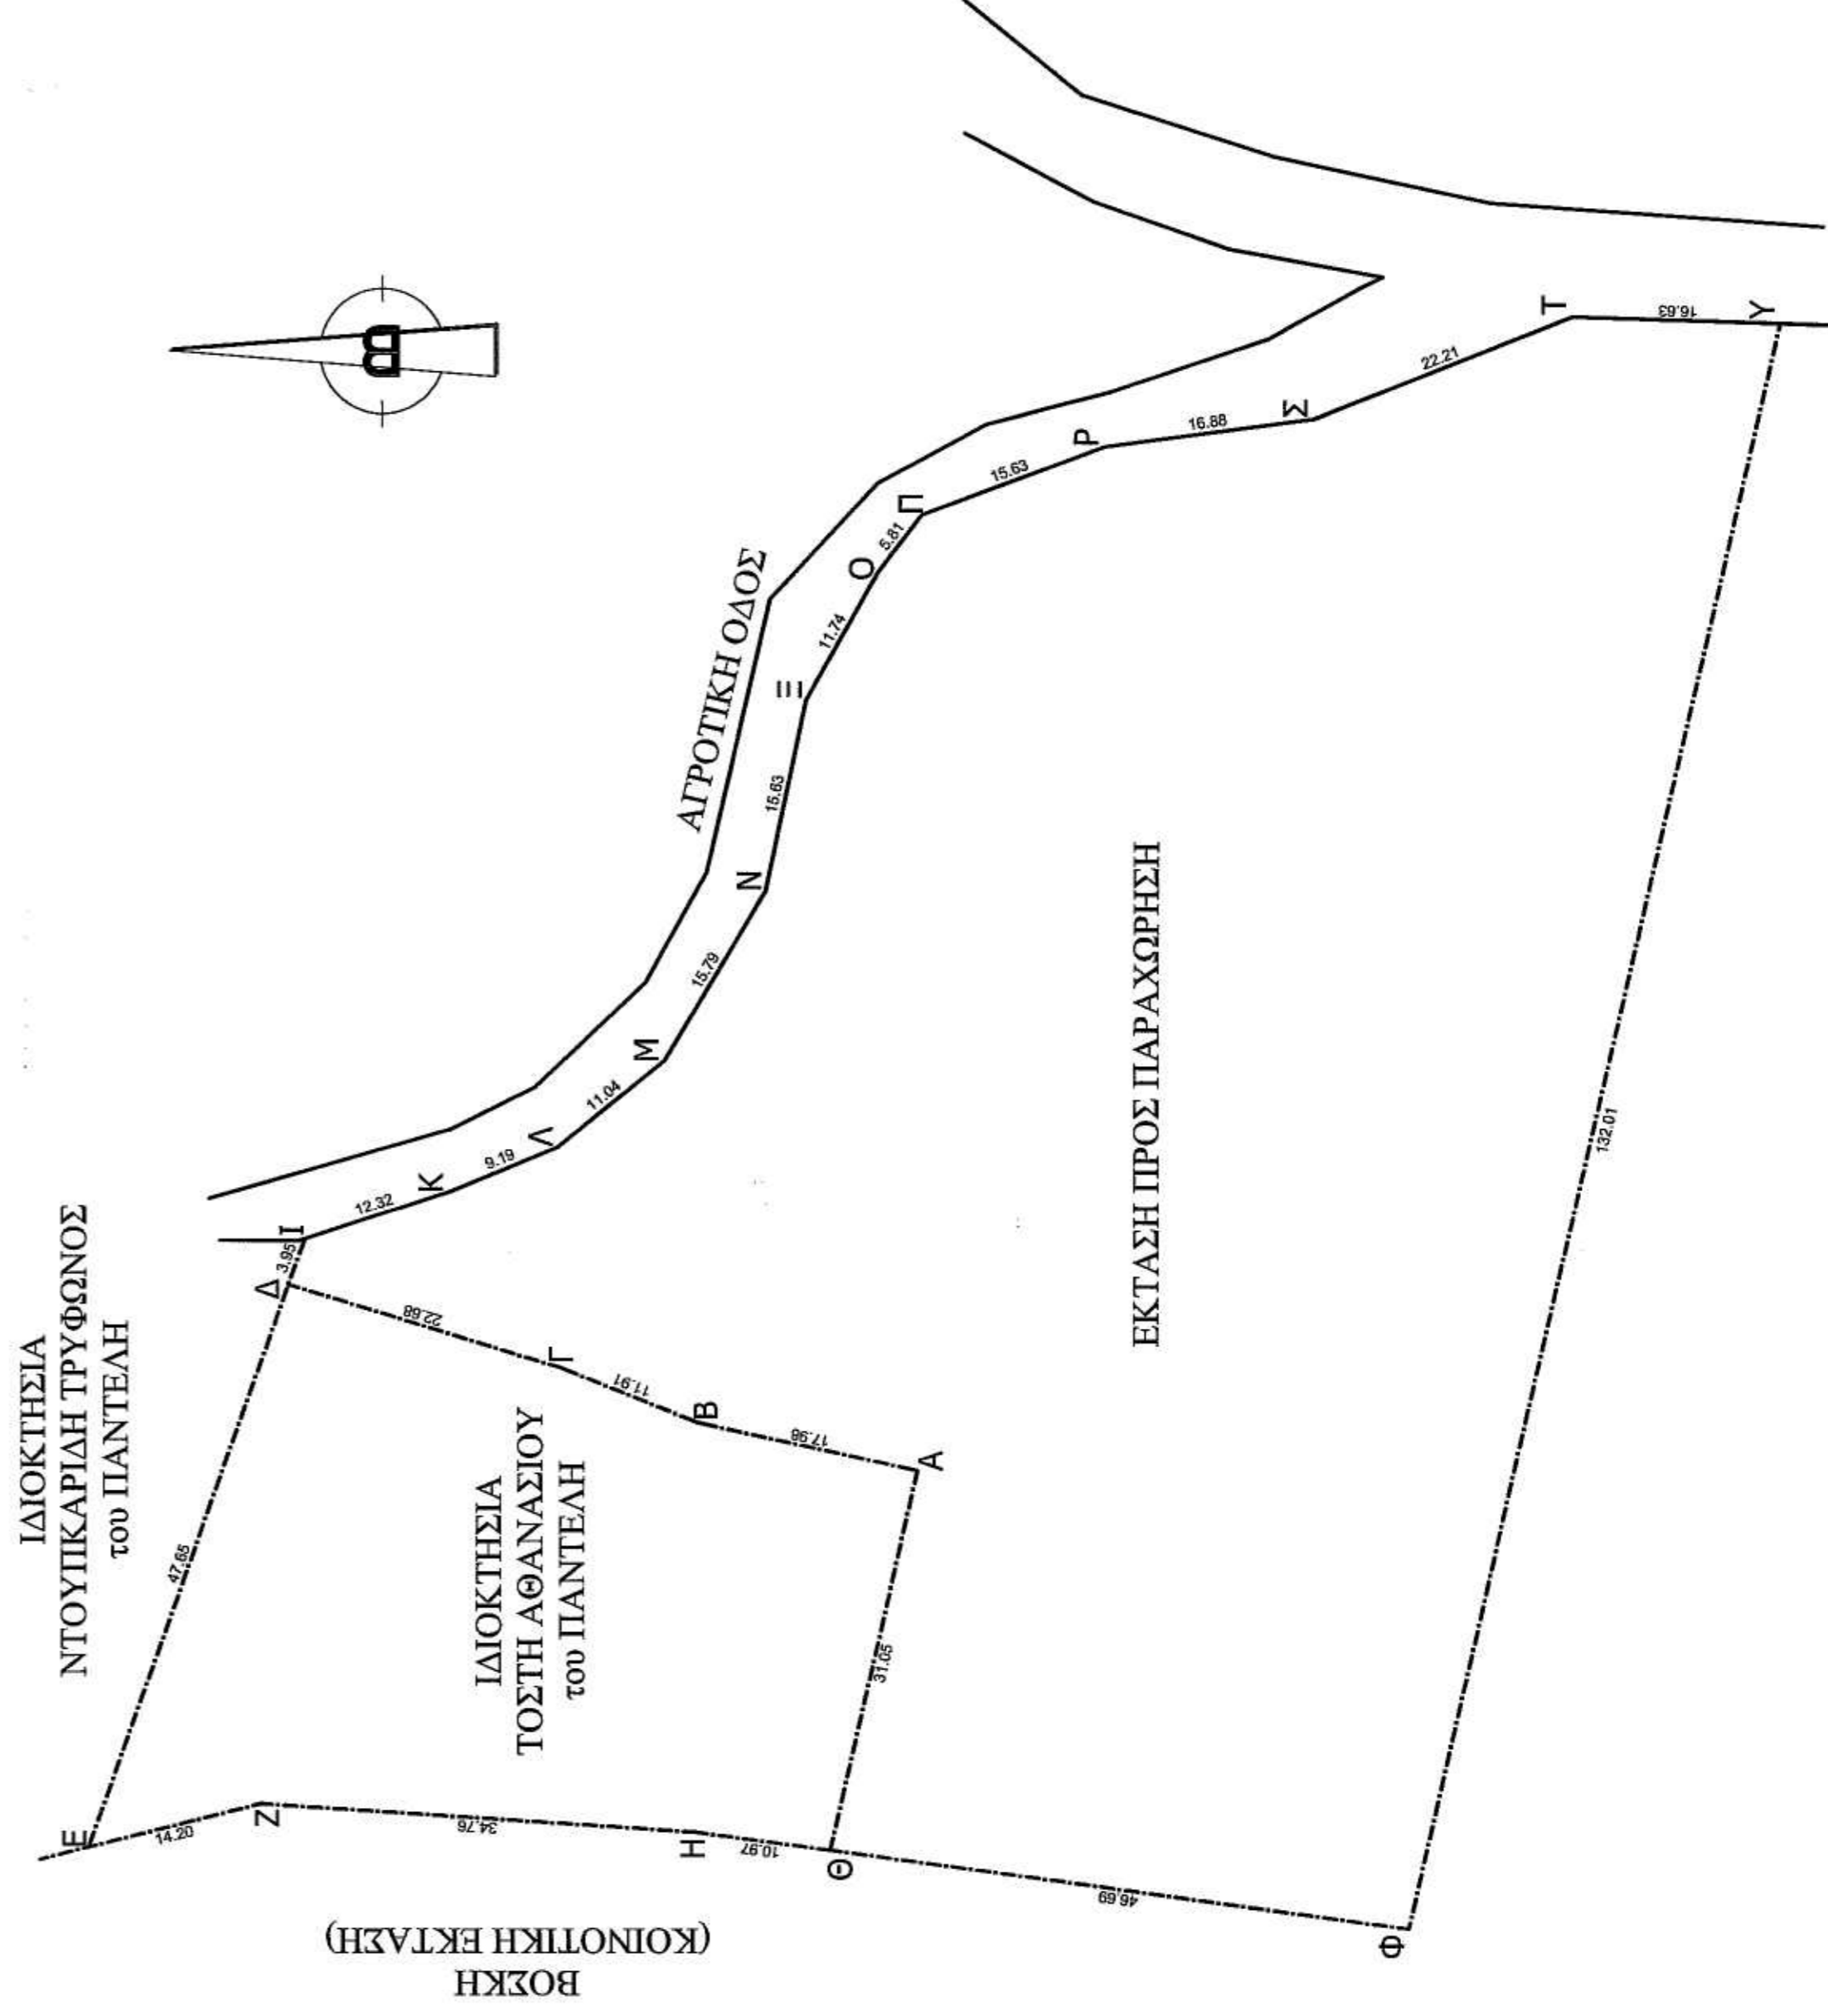 ΙΔΙΟΚΤΗΣΙΑ
ΝΤΟΥΠΚΑΡΙΔΗ ΤΡΥΦΩΝΟΣ
του ΠΑΝΤΕΛΗ
ΙΔΙΟΚΤΗΣΙΑ
ΤΟΣΤΗ ΑΘΑΝΑΣΙΟΥ
του ΠΑΝΤΕΛΗ
ΒΟΣΚΗ
(ΚΟΙΝΟΤΙΚΗ ΕΚΤΑΣΗ)
ΑΓΡΟΤΙΚΗ ΟΔΟΣ
ΕΚΤΑΣΗ ΠΡΟΣ ΠΑΡΑΧΩΡΗΣΗ
Β
Ε
47.65
Δ
3.95
Ι
12.32
Κ
9.19
Λ
11.04
Μ
15.79
Ν
15.63
Ξ
11.74
Ο
5.81
Π
15.63
Ρ
16.88
Σ
22.21
Τ
16.63
Υ
132.01
Φ
46.69
Θ
10.97
Η
34.76
Ζ
14.20
31.05
Α
17.98
Β
11.91
Γ
22.68